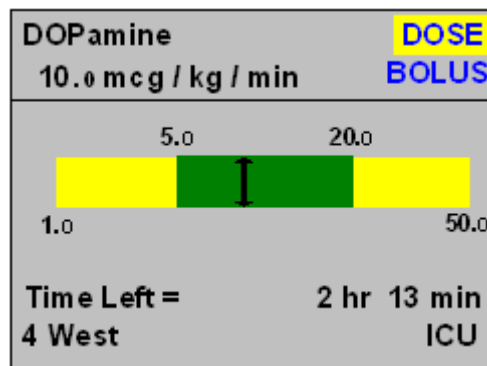 DOPamine DOSE
10.0 mcg / kg / min BOLUS
5.0 20.0
1.0 50.0
Time Left = 2 hr 13 min
4 West ICU